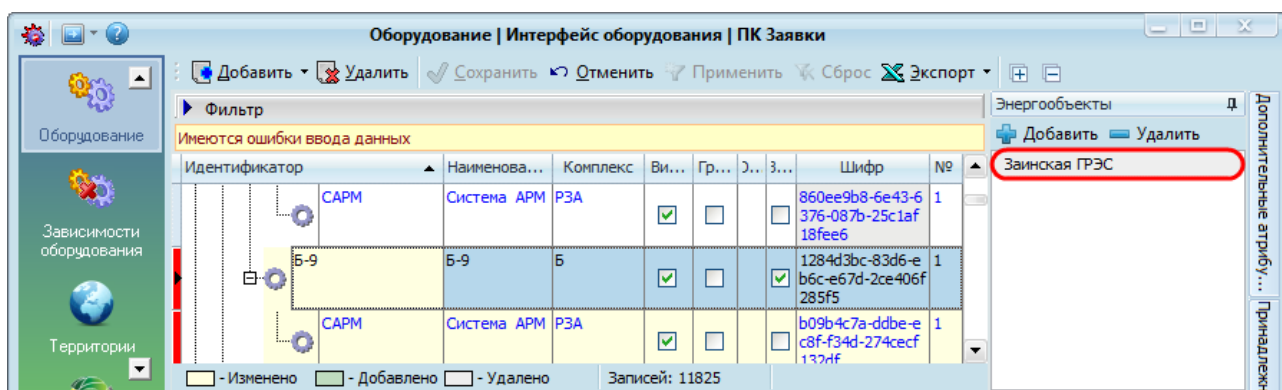 Оборудование | Интерфейс оборудования | ПК Заявки
Добавить Удалить Сохранить Отменить Применить Сброс Экспорт
Оборудование
Зависимости
оборудования
Территории
Фильтр
Имеются ошибки ввода данных
Идентификатор Наименова... Комплекс Ви... Гр... З... Шифр №
САРМ Система АРМ РЗА 860ee9b8-6e43-6 1
376-087b-25c1af
18fee6
Б-9 Б-9 Б 1284d3bc-83d6-e 1
b6c-e67d-2ce406f
285f5
САРМ Система АРМ РЗА b09b4c7a-ddbe-e 1
c8f-f34d-274cecf
132df
- Изменено - Добавлено - Удалено Записей: 11825
Энергообъекты
Добавить Удалить
Заинская ГРЭС
Дополнительные атрибу...